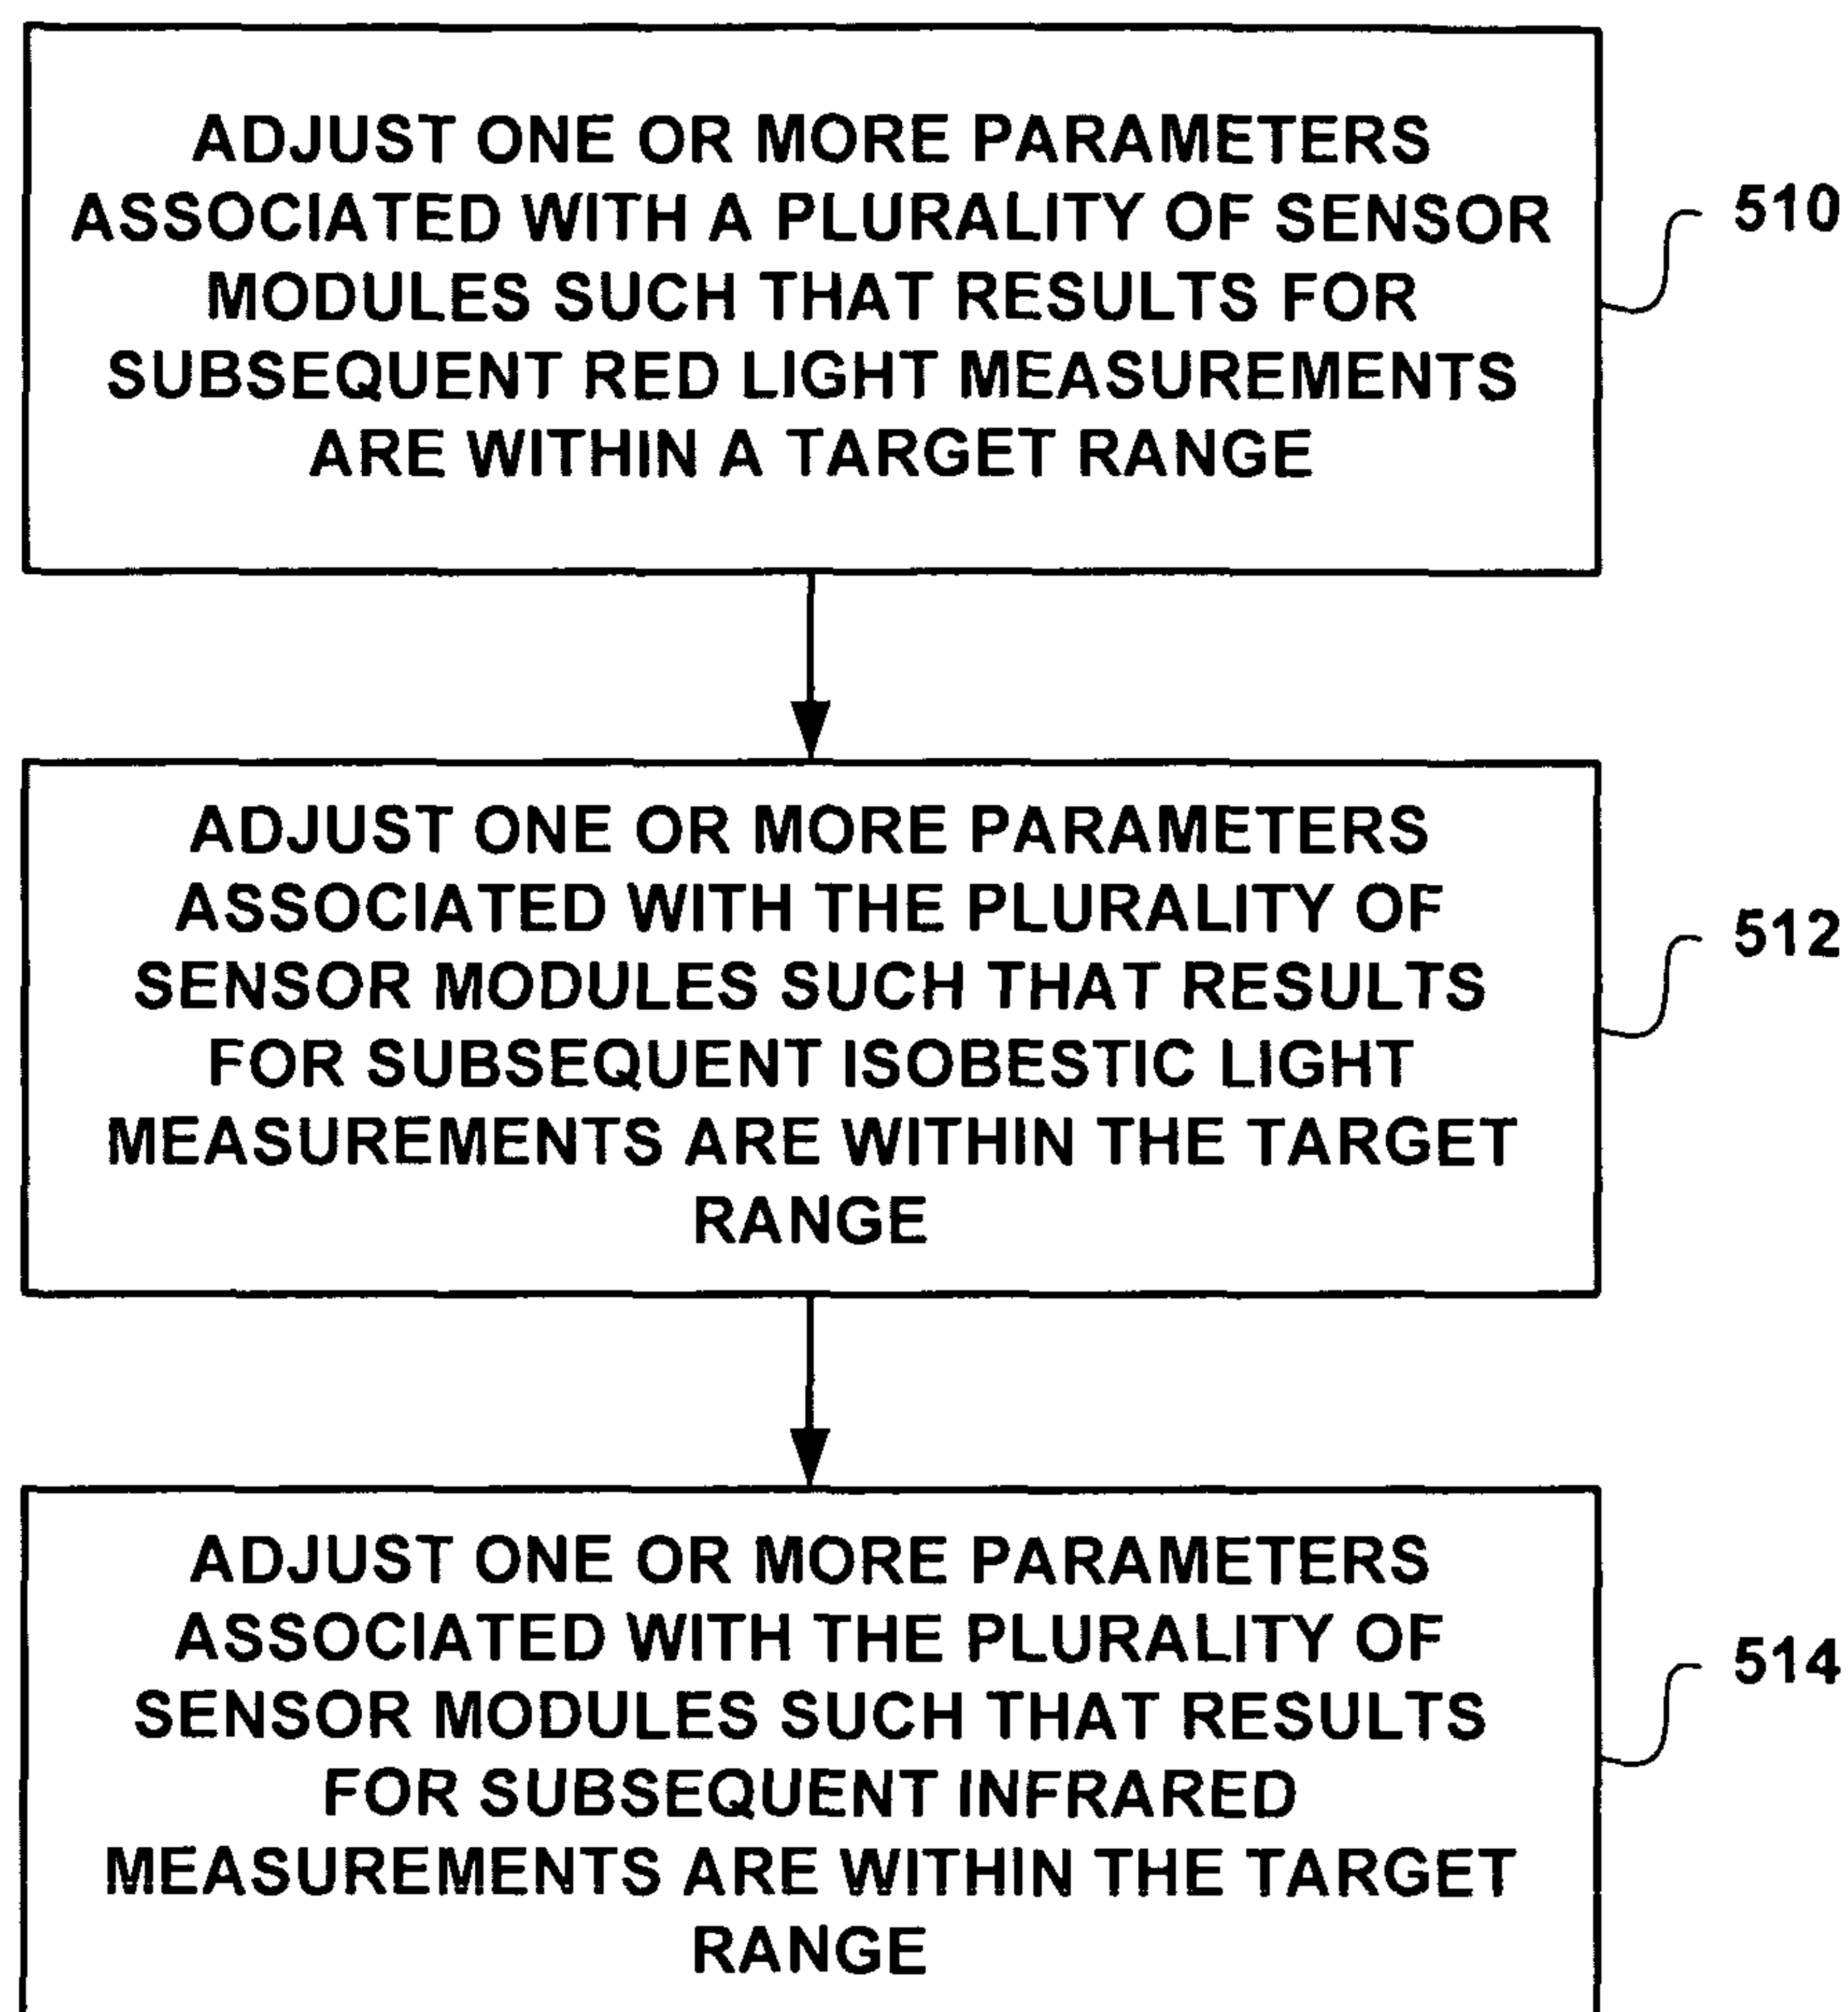 ADJUST ONE OR MORE PARAMETERS
ASSOCIATED WITH A PLURALITY OF SENSOR
MODULES SUCH THAT RESULTS FOR
SUBSEQUENT RED LIGHT MEASUREMENTS
ARE WITHIN A TARGET RANGE
510
ADJUST ONE OR MORE PARAMETERS
ASSOCIATED WITH THE PLURALITY OF
SENSOR MODULES SUCH THAT RESULTS
FOR SUBSEQUENT ISOBESTIC LIGHT
MEASUREMENTS ARE WITHIN THE TARGET
RANGE
512
ADJUST ONE OR MORE PARAMETERS
ASSOCIATED WITH THE PLURALITY OF
SENSOR MODULES SUCH THAT RESULTS
FOR SUBSEQUENT INFRARED
MEASUREMENTS ARE WITHIN THE TARGET
RANGE
514